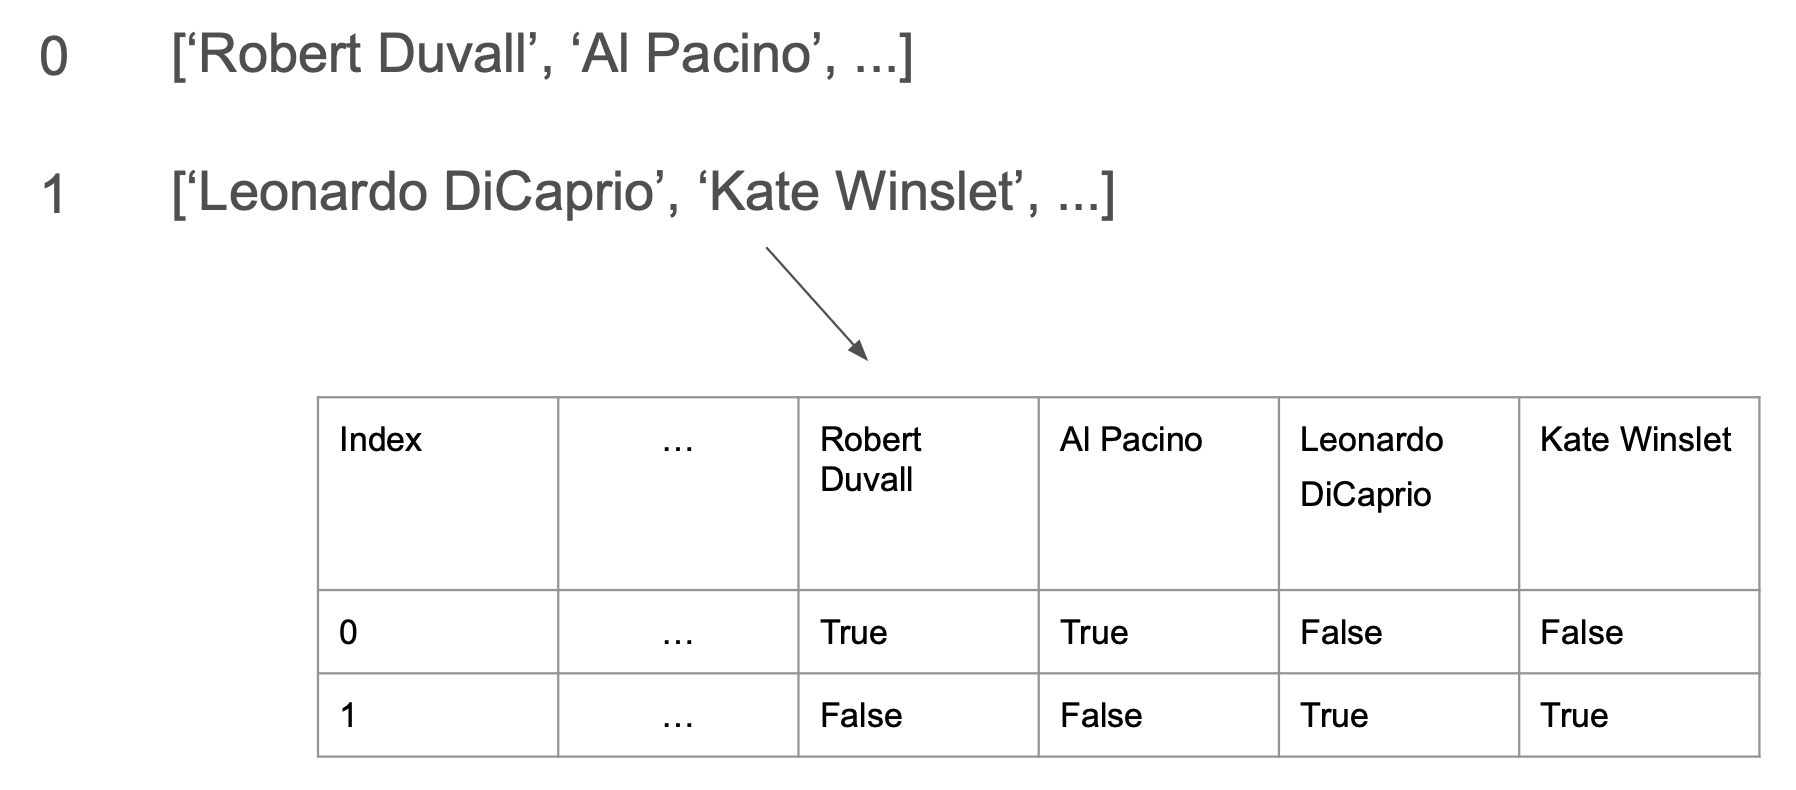 0 [‘Robert Duvall’, ‘Al Pacino’, ...]
1 [‘Leonardo DiCaprio’, ‘Kate Winslet’, ...]
Index ... Robert Duvall Al Pacino Leonardo DiCaprio Kate Winslet
0 ... True True False False
1 ... False False True True